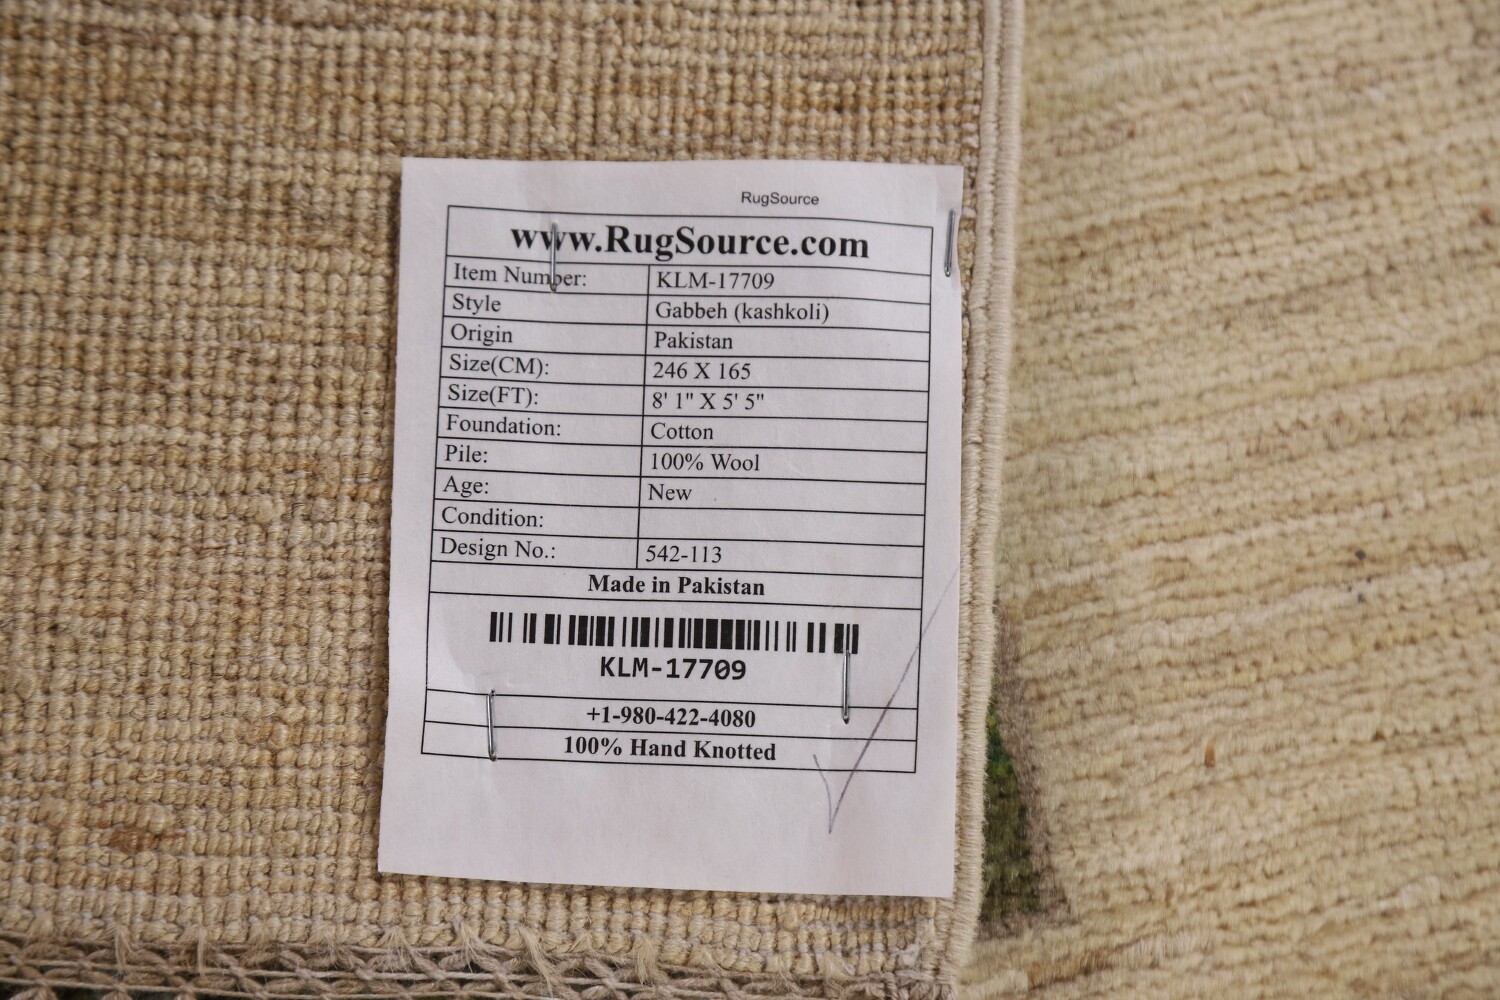 RugSource
www.RugSource.com
Item Number: KLM-17709
Style Gabbeh (kashkoli)
Origin Pakistan
Size(CM): 246 X 165
Size(FT): 8' 1" X 5' 5"
Foundation: Cotton
Pile: 100% Wool
Age: New
Condition:
Design No.: 542-113
Made in Pakistan
KLM-17709
+1-980-422-4080
100% Hand Knotted